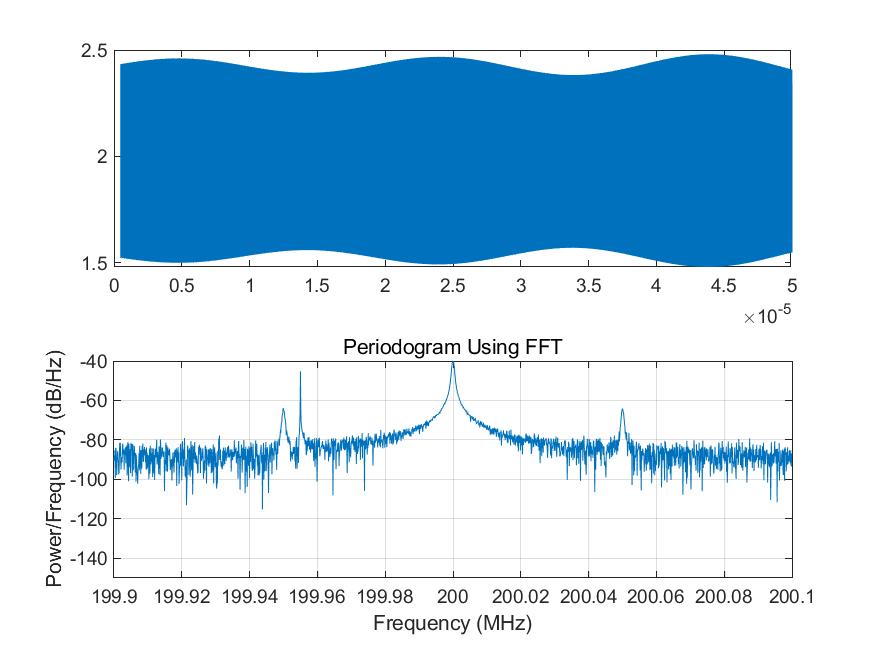 2.5
2
1.5
0 0.5 1 1.5 2 2.5 3 3.5 4 4.5 5
×10-5
Periodogram Using FFT
Power/Frequency (dB/Hz)
-40
-60
-80
-100
-120
-140
199.9 199.92 199.94 199.96 199.98 200 200.02 200.04 200.06 200.08 200.1
Frequency (MHz)